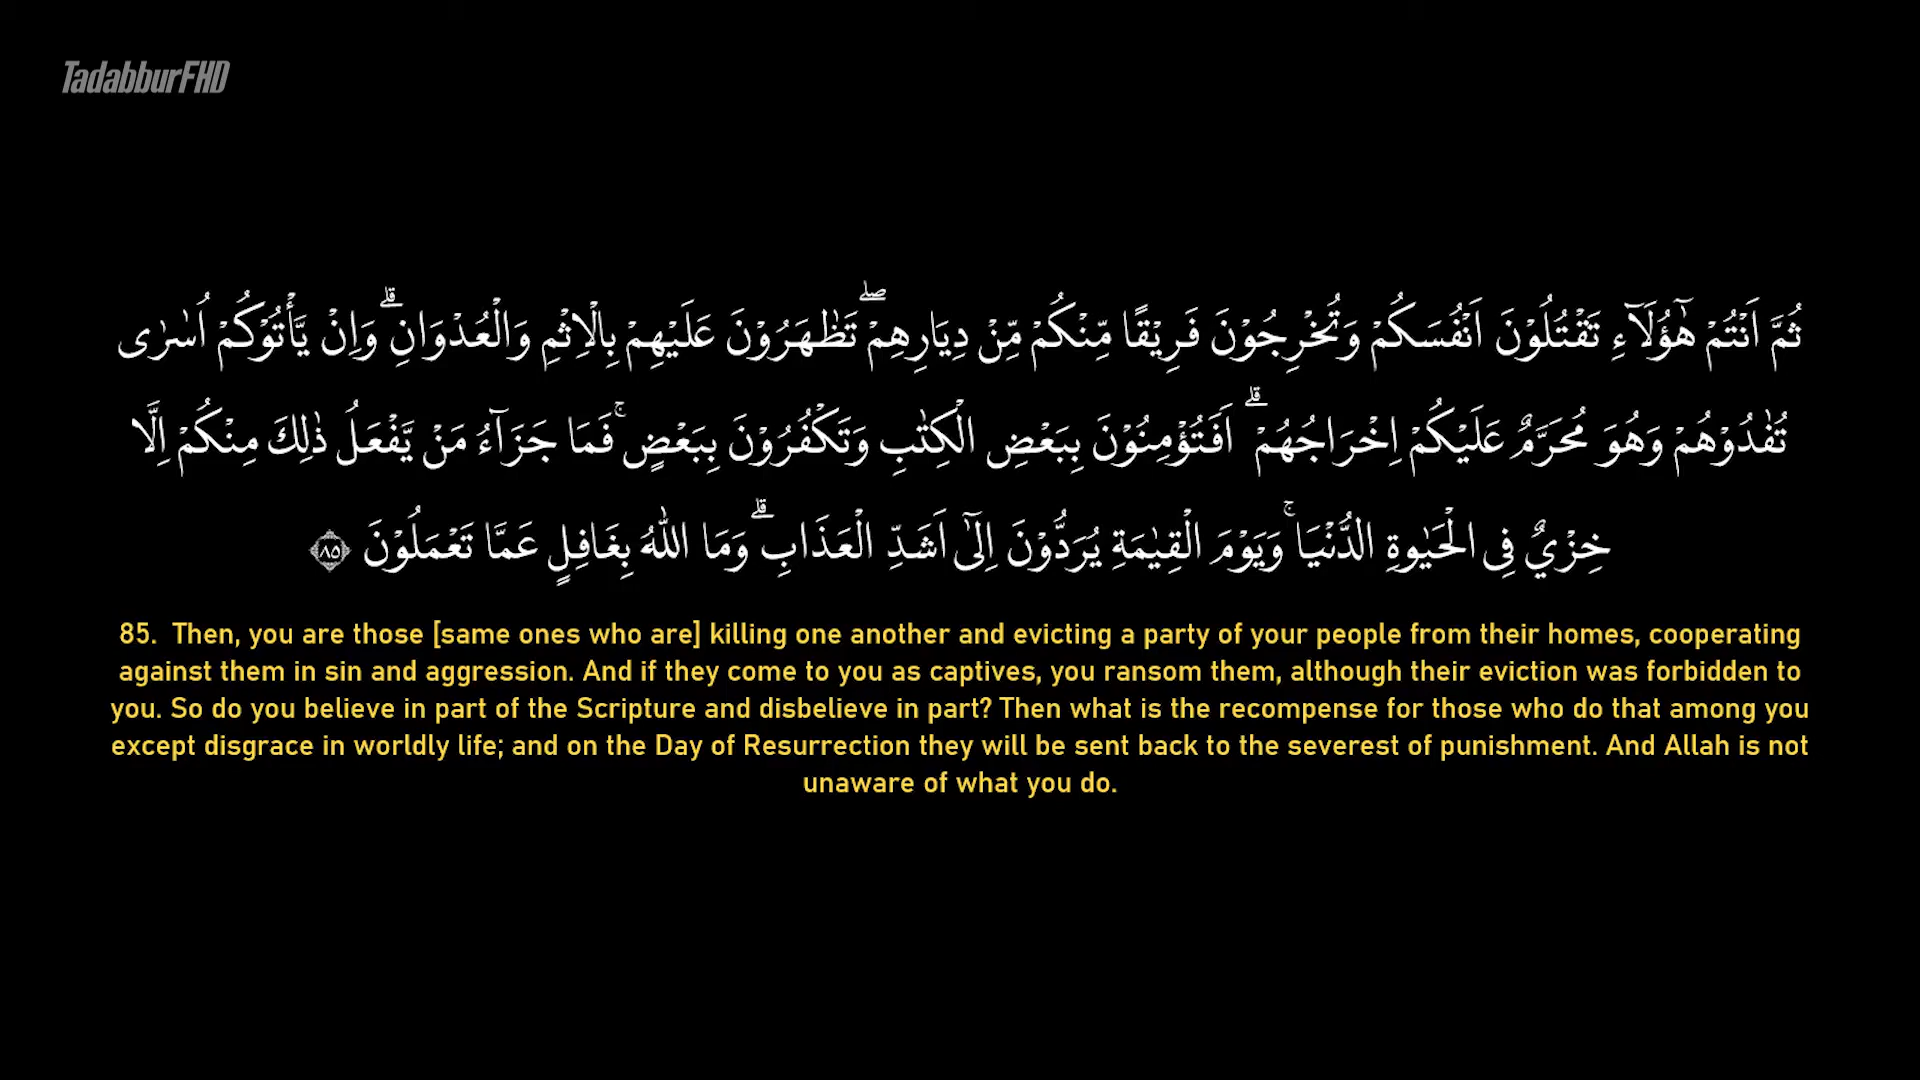 TadabburFHD
ثُمَّ اَنْتُمْ هٰٓؤُلَآءِ تَقْتُلُوْنَ اَنْفُسَكُمْ وَتُخْرِجُوْنَ فَرِيْقًا مِّنْكُمْ مِّنْ دِيَارِهِمْۖ تَظٰهَرُوْنَ عَلَيْهِمْ بِالْاِثْمِ وَالْعُدْوَانِۗ وَاِنْ يَّأْتُوْكُمْ اُسٰرٰى
تُفٰدُوْهُمْ وَهُوَ مُحَرَّمٌ عَلَيْكُمْ اِخْرَاجُهُمْۗ اَفَتُؤْمِنُوْنَ بِبَعْضِ الْكِتٰبِ وَتَكْفُرُوْنَ بِبَعْضٍۚ فَمَا جَزَآءُ مَنْ يَّفْعَلُ ذٰلِكَ مِنْكُمْ اِلَّا
خِزْيٌ فِى الْحَيٰوةِ الدُّنْيَاۚ وَيَوْمَ الْقِيٰمَةِ يُرَدُّوْنَ اِلٰٓى اَشَدِّ الْعَذَابِۗ وَمَا اللّٰهُ بِغَافِلٍ عَمَّا تَعْمَلُوْنَ ٨٥
85. Then, you are those [same ones who are] killing one another and evicting a party of your people from their homes, cooperating
against them in sin and aggression. And if they come to you as captives, you ransom them, although their eviction was forbidden to
you. So do you believe in part of the Scripture and disbelieve in part? Then what is the recompense for those who do that among you
except disgrace in worldly life; and on the Day of Resurrection they will be sent back to the severest of punishment. And Allah is not
unaware of what you do.